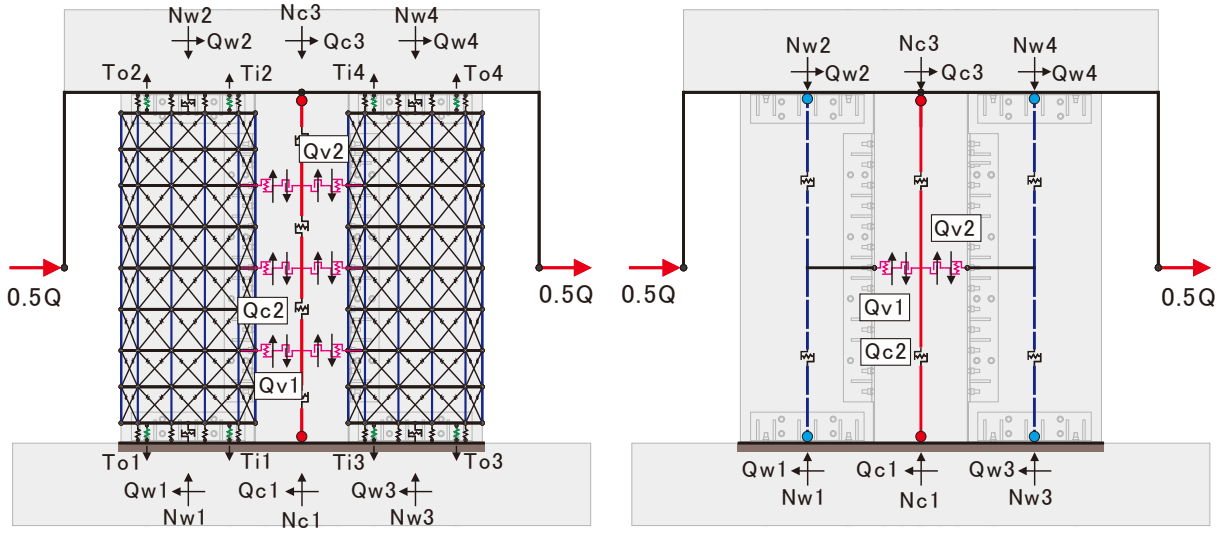 Nw2 Nc3 Nw4
Qw2 Qc3 Qw4
To2 Ti2 Ti4 To4
Qv2
0.5Q 0.5Q
Qc2
Qv1
To1 Ti1 Ti3 To3
Qw1 Qc1 Qw3
Nw1 Nc1 Nw3
Nw2 Nc3 Nw4
Qw2 Qc3 Qw4
Qv2
0.5Q 0.5Q
Qv1
Qc2
Qw1 Qc1 Qw3
Nw1 Nc1 Nw3